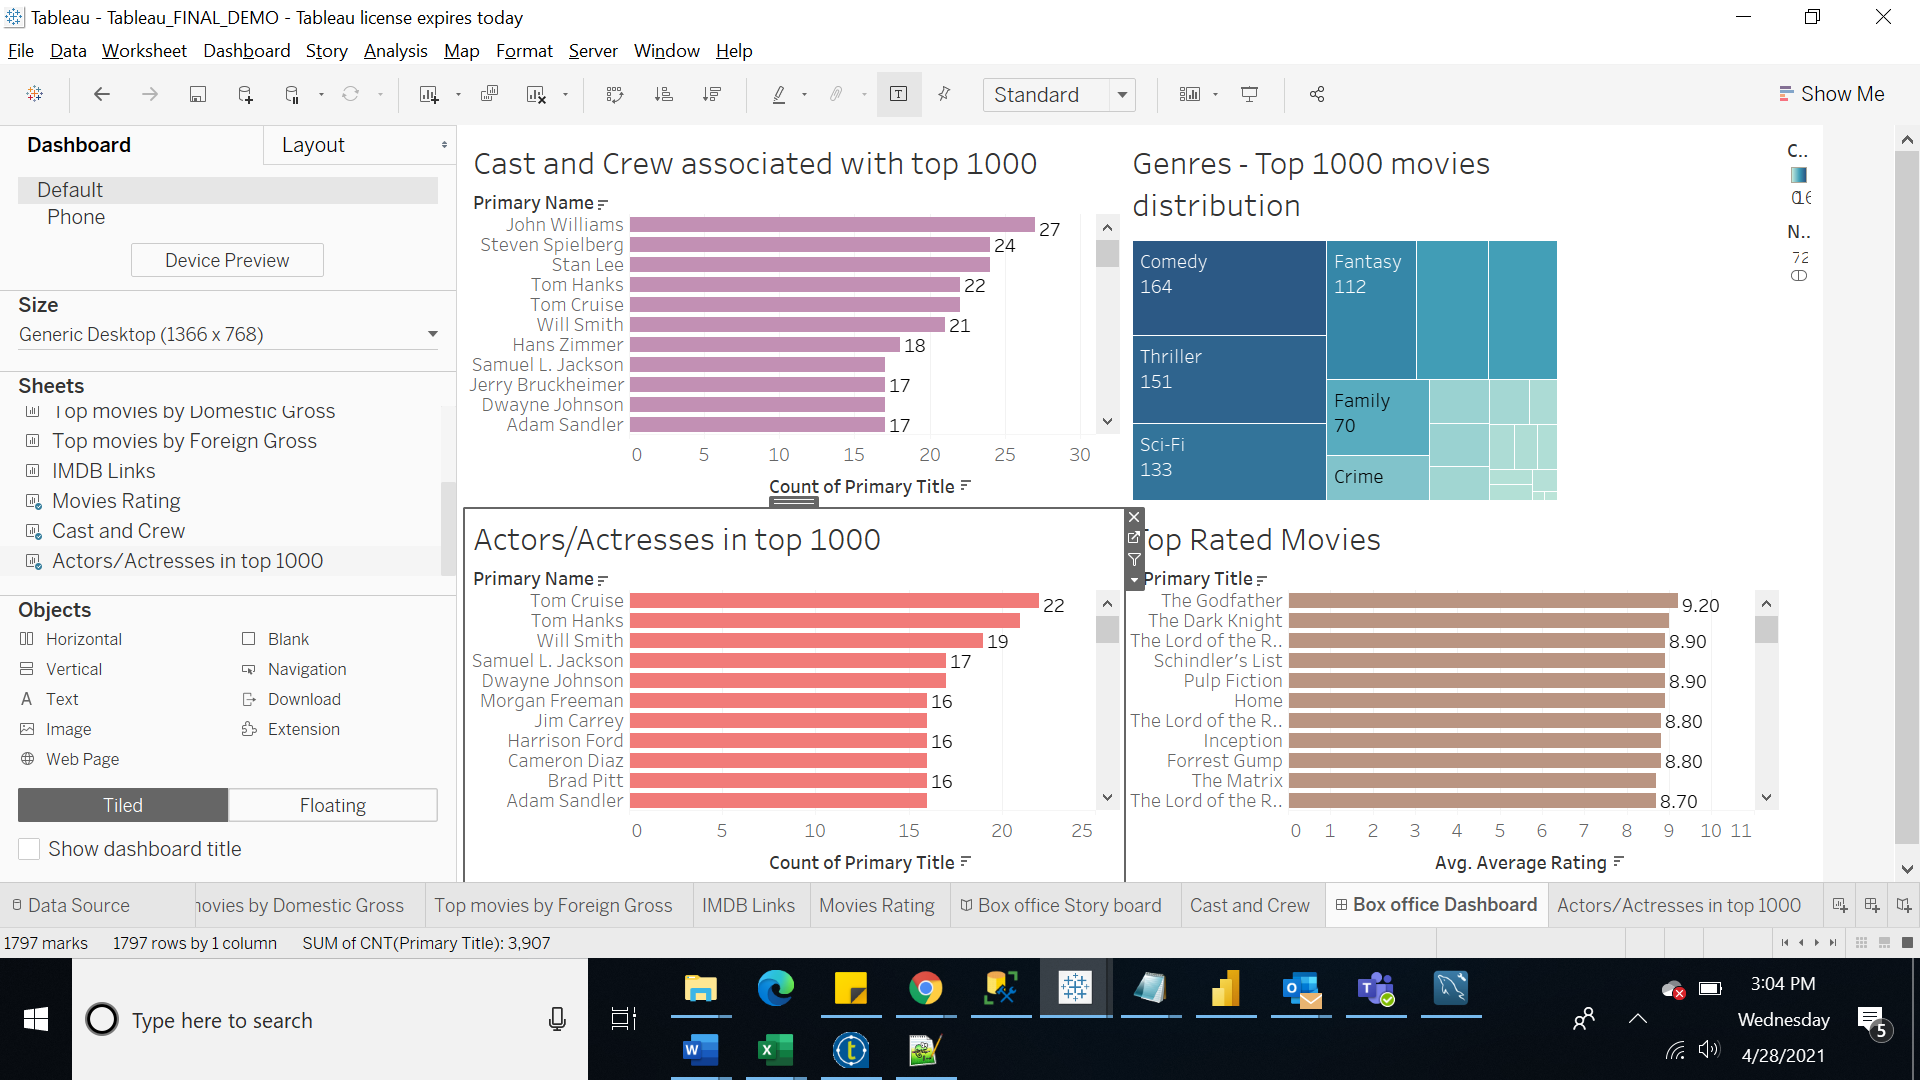 Tableau - Tableau_FINAL_DEMO - Tableau license expires today
File Data Worksheet Dashboard Story Analysis Map Format Server Window Help
Standard
Show Me
Dashboard
Layout
Default
Phone
Device Preview
Size
Generic Desktop (1366 x 768)
Sheets
Top movies by Domestic Gross
Top movies by Foreign Gross
IMDB Links
Movies Rating
Cast and Crew
Actors/Actresses in top 1000
Objects
Horizontal
Blank
Vertical
Navigation
Text
Download
Image
Extension
Web Page
Tiled
Floating
Show dashboard title
Cast and Crew associated with top 1000
Primary Name
John Williams 27
Steven Spielberg 24
Stan Lee
Tom Hanks 22
Tom Cruise
Will Smith 21
Hans Zimmer 18
Samuel L. Jackson
Jerry Bruckheimer 17
Dwayne Johnson
Adam Sandler 17
0 5 10 15 20 25 30
Count of Primary Title
Genres - Top 1000 movies
distribution
Comedy
164
Thriller
151
Sci-Fi
133
Fantasy
112
Family
70
Crime
C..
N..
72
Actors/Actresses in top 1000
Primary Name
Tom Cruise 22
Tom Hanks
Will Smith 19
Samuel L. Jackson 17
Dwayne Johnson
Morgan Freeman 16
Jim Carrey
Harrison Ford 16
Cameron Diaz
Brad Pitt 16
Adam Sandler
0 5 10 15 20 25
Count of Primary Title
Top Rated Movies
Primary Title
The Godfather 9.20
The Dark Knight
The Lord of the R.. 8.90
Schindler's List
Pulp Fiction 8.90
Home
The Lord of the R.. 8.80
Inception
Forrest Gump 8.80
The Matrix
The Lord of the R.. 8.70
0 1 2 3 4 5 6 7 8 9 10 11
Avg. Average Rating
Data Source
movies by Domestic Gross
Top movies by Foreign Gross
IMDB Links
Movies Rating
Box office Story board
Cast and Crew
Box office Dashboard
Actors/Actresses in top 1000
1797 marks 1797 rows by 1 column SUM of CNT(Primary Title): 3,907
Type here to search
3:04 PM
Wednesday
4/28/2021
5